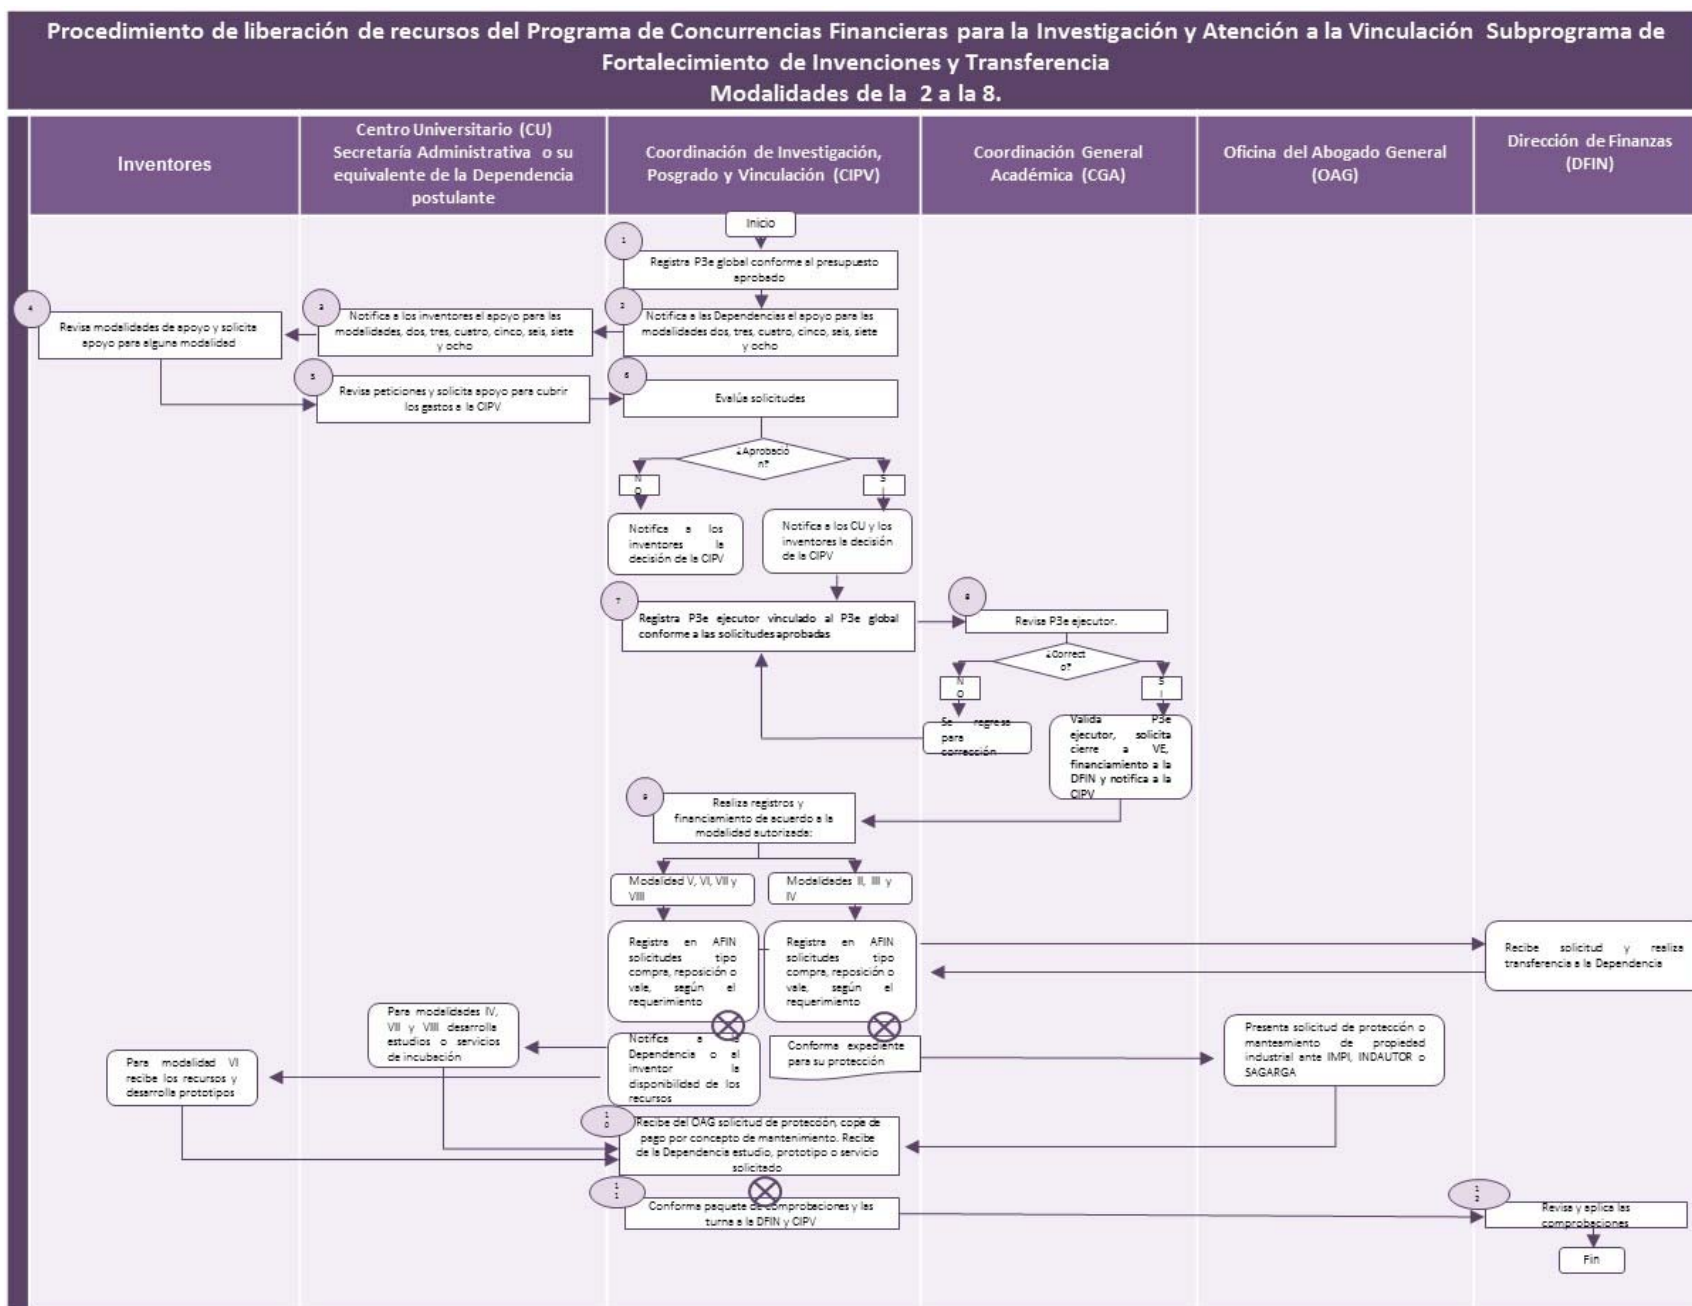 Procedimiento de liberación de recursos del Programa de Concurrencias Financieras para la Investigación y Atención a la Vinculación Subprograma de
Fortalecimiento de Invenciones y Transferencia
Modalidades de la 2 a la 8.
Inventores
Centro Universitario (CU)
Secretaría Administrativa o su
equivalente de la Dependencia
postulante
Coordinación de Investigación,
Posgrado y Vinculación (CIPV)
Coordinación General
Académica (CGA)
Oficina del Abogado General
(OAG)
Dirección de Finanzas
(DFIN)
Inicio
1
Registra P3e global conforme al presupuesto
aprobado
4
Revisa modalidades de apoyo y solicita
apoyo para alguna modalidad
3
Notifica a los inventores el apoyo para las
modalidades, dos, tres, cuatro, cinco, seis, siete
y ocho
2
Notifica a las Dependencias el apoyo para las
modalidades dos, tres, cuatro, cinco, seis, siete
y ocho
5
Revisa peticiones y solicita apoyo para cubrir
los gastos a la CIPV
6
Evalúa solicitudes
¿Aprobació
n?
N
O
S
I
Notifica a los
inventores la
decisión de la CIPV
Notifica a los CU y los
inventores la decisión
de la CIPV
7
Registra P3e ejecutor vinculado al P3e global
conforme a las solicitudes aprobadas
8
Revisa P3e ejecutor.
¿Correct
o?
N
O
S
I
Se regresa
para
corrección
Valida P3e
ejecutor, solicita
cierre a VE,
financiamiento a la
DFIN y notifica a la
CIPV
9
Realiza registros y
financiamiento de acuerdo a la
modalidad autorizada:
Modalidad V, VI, VIII y
VIIII
Modalidades II, IIII y
IV
Registra en AFIN
solicitudes tipo
compra, reposición o
vale, según el
requerimiento
Registra en AFIN
solicitudes tipo
compra, reposición o
vale, según el
requerimiento
Recibe solicitud y realiza
transferencia a la Dependencia
Para modalidades IV,
VII y VIIII desarrolla
estudios o servicios
de incubación
Notifica a la
Dependencia o al
inventor la
disponibilidad de los
recursos
Conforma expediente
para su protección
Presenta solicitud de protección o
manteamiento de propiedad
industrial ante IMPI, INDAUTOR o
SAGARGA
Para modalidad VI
recibe los recursos y
desarrolla prototipos
1
0
Recibe del OAG solicitud de protección, copia de
pago por concepto de mantenimiento. Recibe
de la Dependencia estudio, prototipo o servicio
solicitado
1
1
Conforma paquete de comprobaciones y las
turna a la DFIN y CIPV
1
2
Revisa y aplica las
comprobaciones
Fin